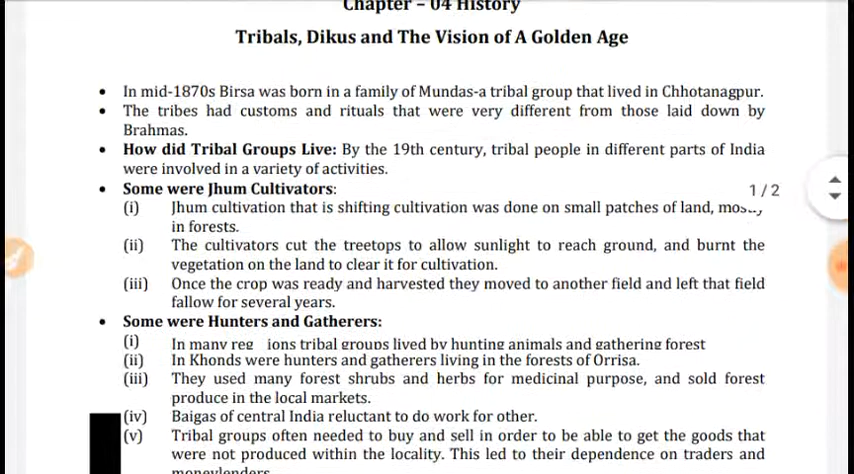 Chapter – 04 History
Tribals, Dikus and The Vision of A Golden Age
• In mid-1870s Birsa was born in a family of Mundas-a tribal group that lived in Chhotanagpur.
• The tribes had customs and rituals that were very different from those laid down by
Brahmas.
• How did Tribal Groups Live: By the 19th century, tribal people in different parts of India
were involved in a variety of activities.
• Some were Jhum Cultivators:
1 / 2
(i) Jhum cultivation that is shifting cultivation was done on small patches of land, mostly
in forests.
(ii) The cultivators cut the treetops to allow sunlight to reach ground, and burnt the
vegetation on the land to clear it for cultivation.
(iii) Once the crop was ready and harvested they moved to another field and left that field
fallow for several years.
• Some were Hunters and Gatherers:
(i) In many reg ions tribal groups lived by hunting animals and gathering forest
(ii) In Khonds were hunters and gatherers living in the forests of Orrisa.
(iii) They used many forest shrubs and herbs for medicinal purpose, and sold forest
produce in the local markets.
(iv) Baigas of central India reluctant to do work for other.
(v) Tribal groups often needed to buy and sell in order to be able to get the goods that
were not produced within the locality. This led to their dependence on traders and
moneylenders